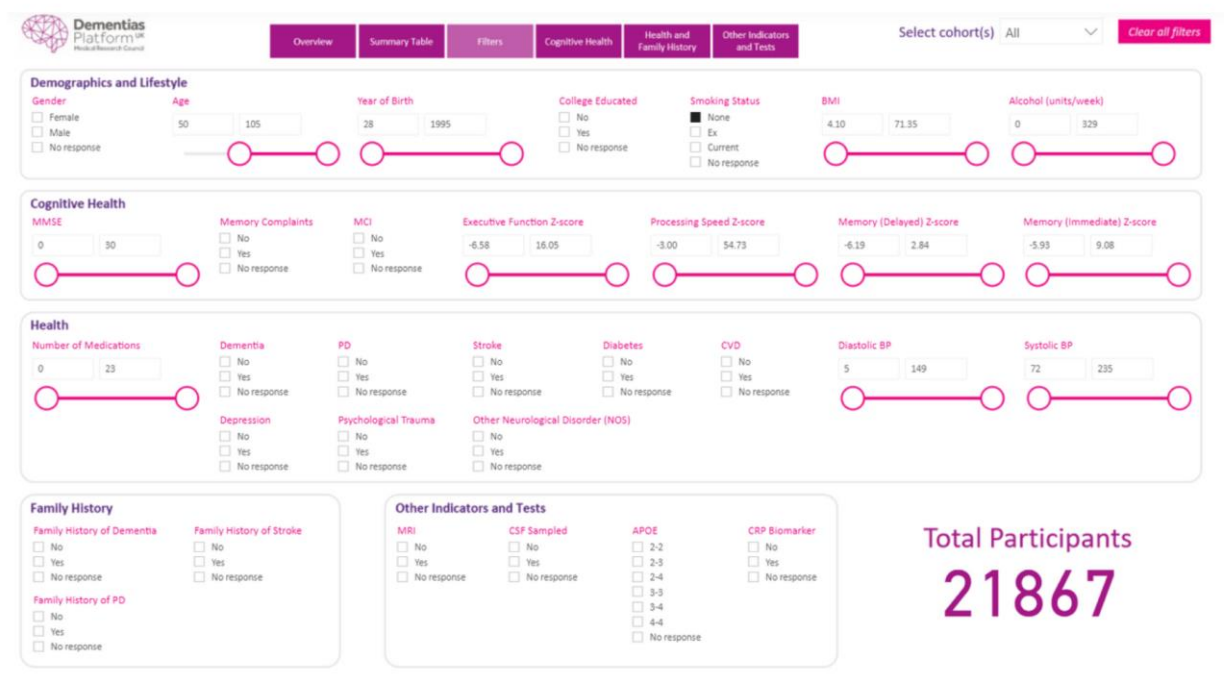 Dementias
Platform UK
Medical Research Council
Overview
Summary Table
Filters
Cognitive Health
Health and
Family History
Other Indicators
and Tests
Select cohort(s) All
Clear all filters
Demographics and Lifestyle
Gender
Female
Male
No response
Age
50 105
Year of Birth
28 1995
College Educated
No
Yes
No response
Smoking Status
None
Ex
Current
No response
BMI
4.10 71.35
Alcohol (units/week)
0 329
Cognitive Health
MMSE
0 30
Memory Complaints
No
Yes
No response
MCI
No
Yes
No response
Executive Function Z-score
-6.58 16.05
Processing Speed Z-score
-3.00 54.73
Memory (Delayed) Z-score
-6.19 2.84
Memory (Immediate) Z-score
-5.93 9.08
Health
Number of Medications
0 23
Dementia
No
Yes
No response
PD
No
Yes
No response
Stroke
No
Yes
No response
Diabetes
No
Yes
No response
CVD
No
Yes
No response
Diastolic BP
5 149
Systolic BP
72 235
Depression
No
Yes
No response
Psychological Trauma
No
Yes
No response
Other Neurological Disorder (NOS)
No
Yes
No response
Family History
Family History of Dementia
No
Yes
No response
Family History of Stroke
No
Yes
No response
Family History of PD
No
Yes
No response
Other Indicators and Tests
MRI
No
Yes
No response
CSF Sampled
No
Yes
No response
APOE
2-2
2-3
2-4
3-3
3-4
4-4
No response
CRP Biomarker
No
Yes
No response
Total Participants
21867